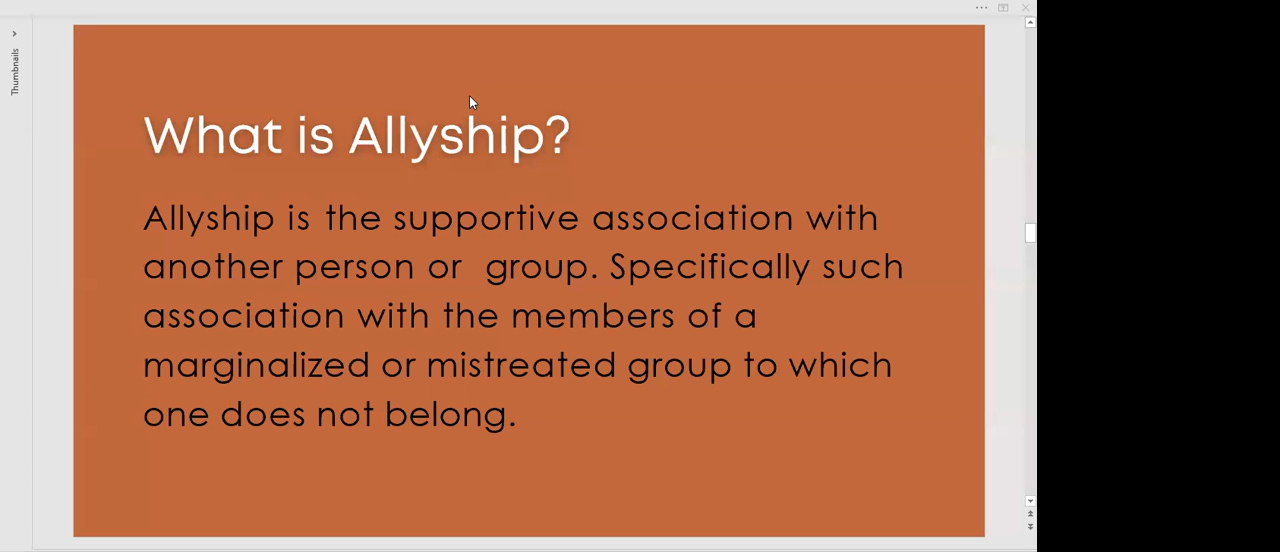 Thumbnails
What is Allyship?
Allyship is the supportive association with
another person or group. Specifically such
association with the members of a
marginalized or mistreated group to which
one does not belong.